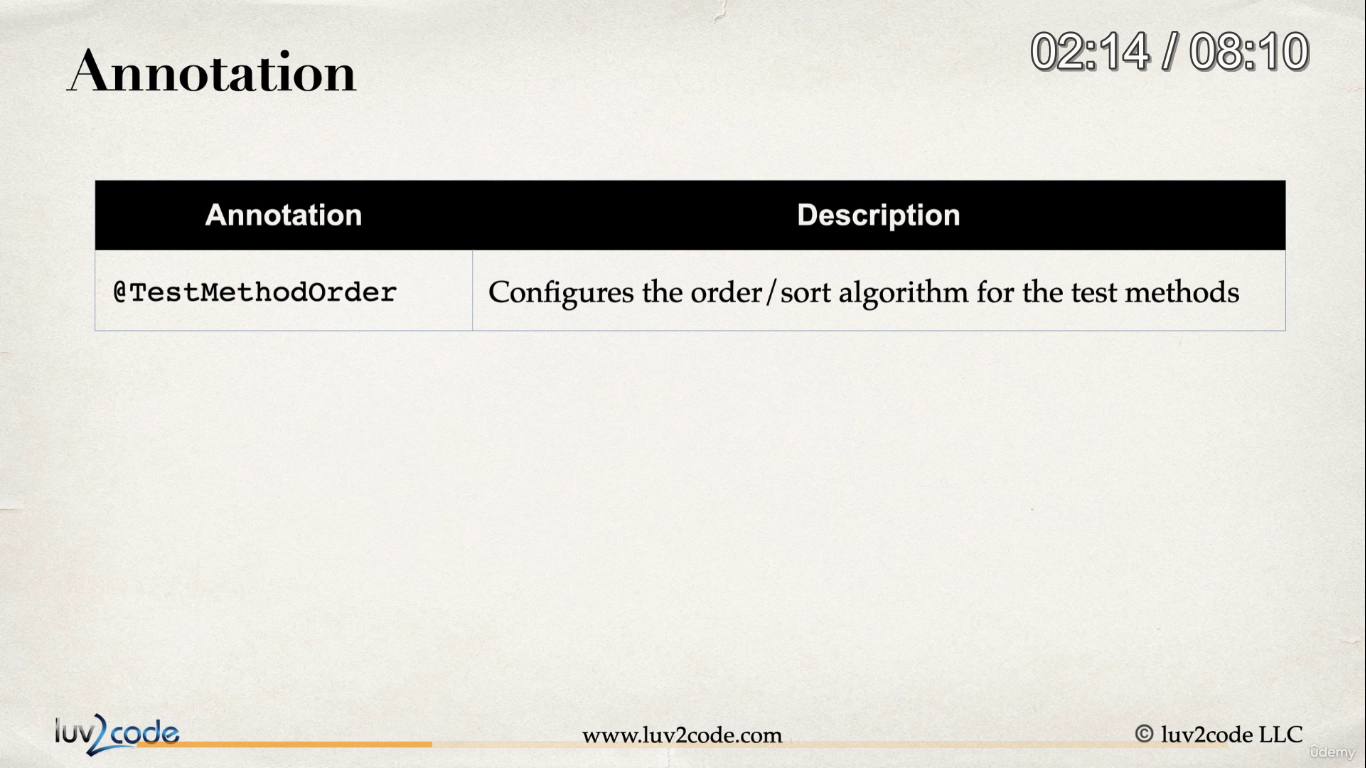 Annotation
02:14 / 08:10
Annotation Description
@TestMethodOrder Configures the order/sort algorithm for the test methods
luv2code
www.luv2code.com
© luv2code LLC
ûdemy